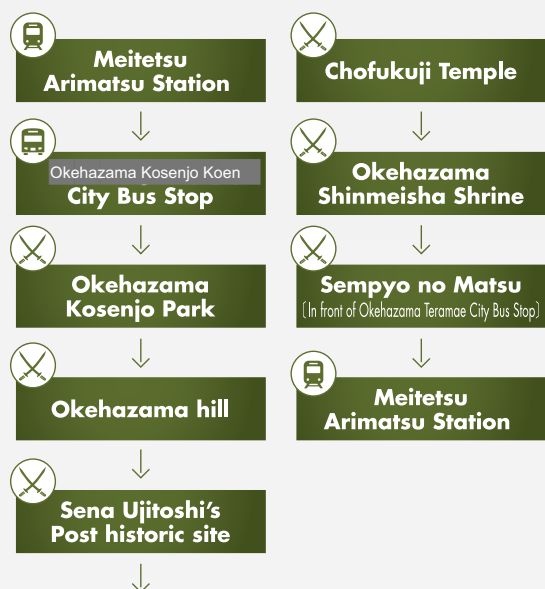 Meitetsu
Arimatsu Station
Okehazama Kosenjo Koen
City Bus Stop
Okehazama
Kosenjo Park
Okehazama hill
Sena Ujitoshi's
Post historic site
Chofukuji Temple
Okehazama
Shinmeisha Shrine
Sempyo no Matsu
〔In front of Okehazama Teramae City Bus Stop〕
Meitetsu
Arimatsu Station